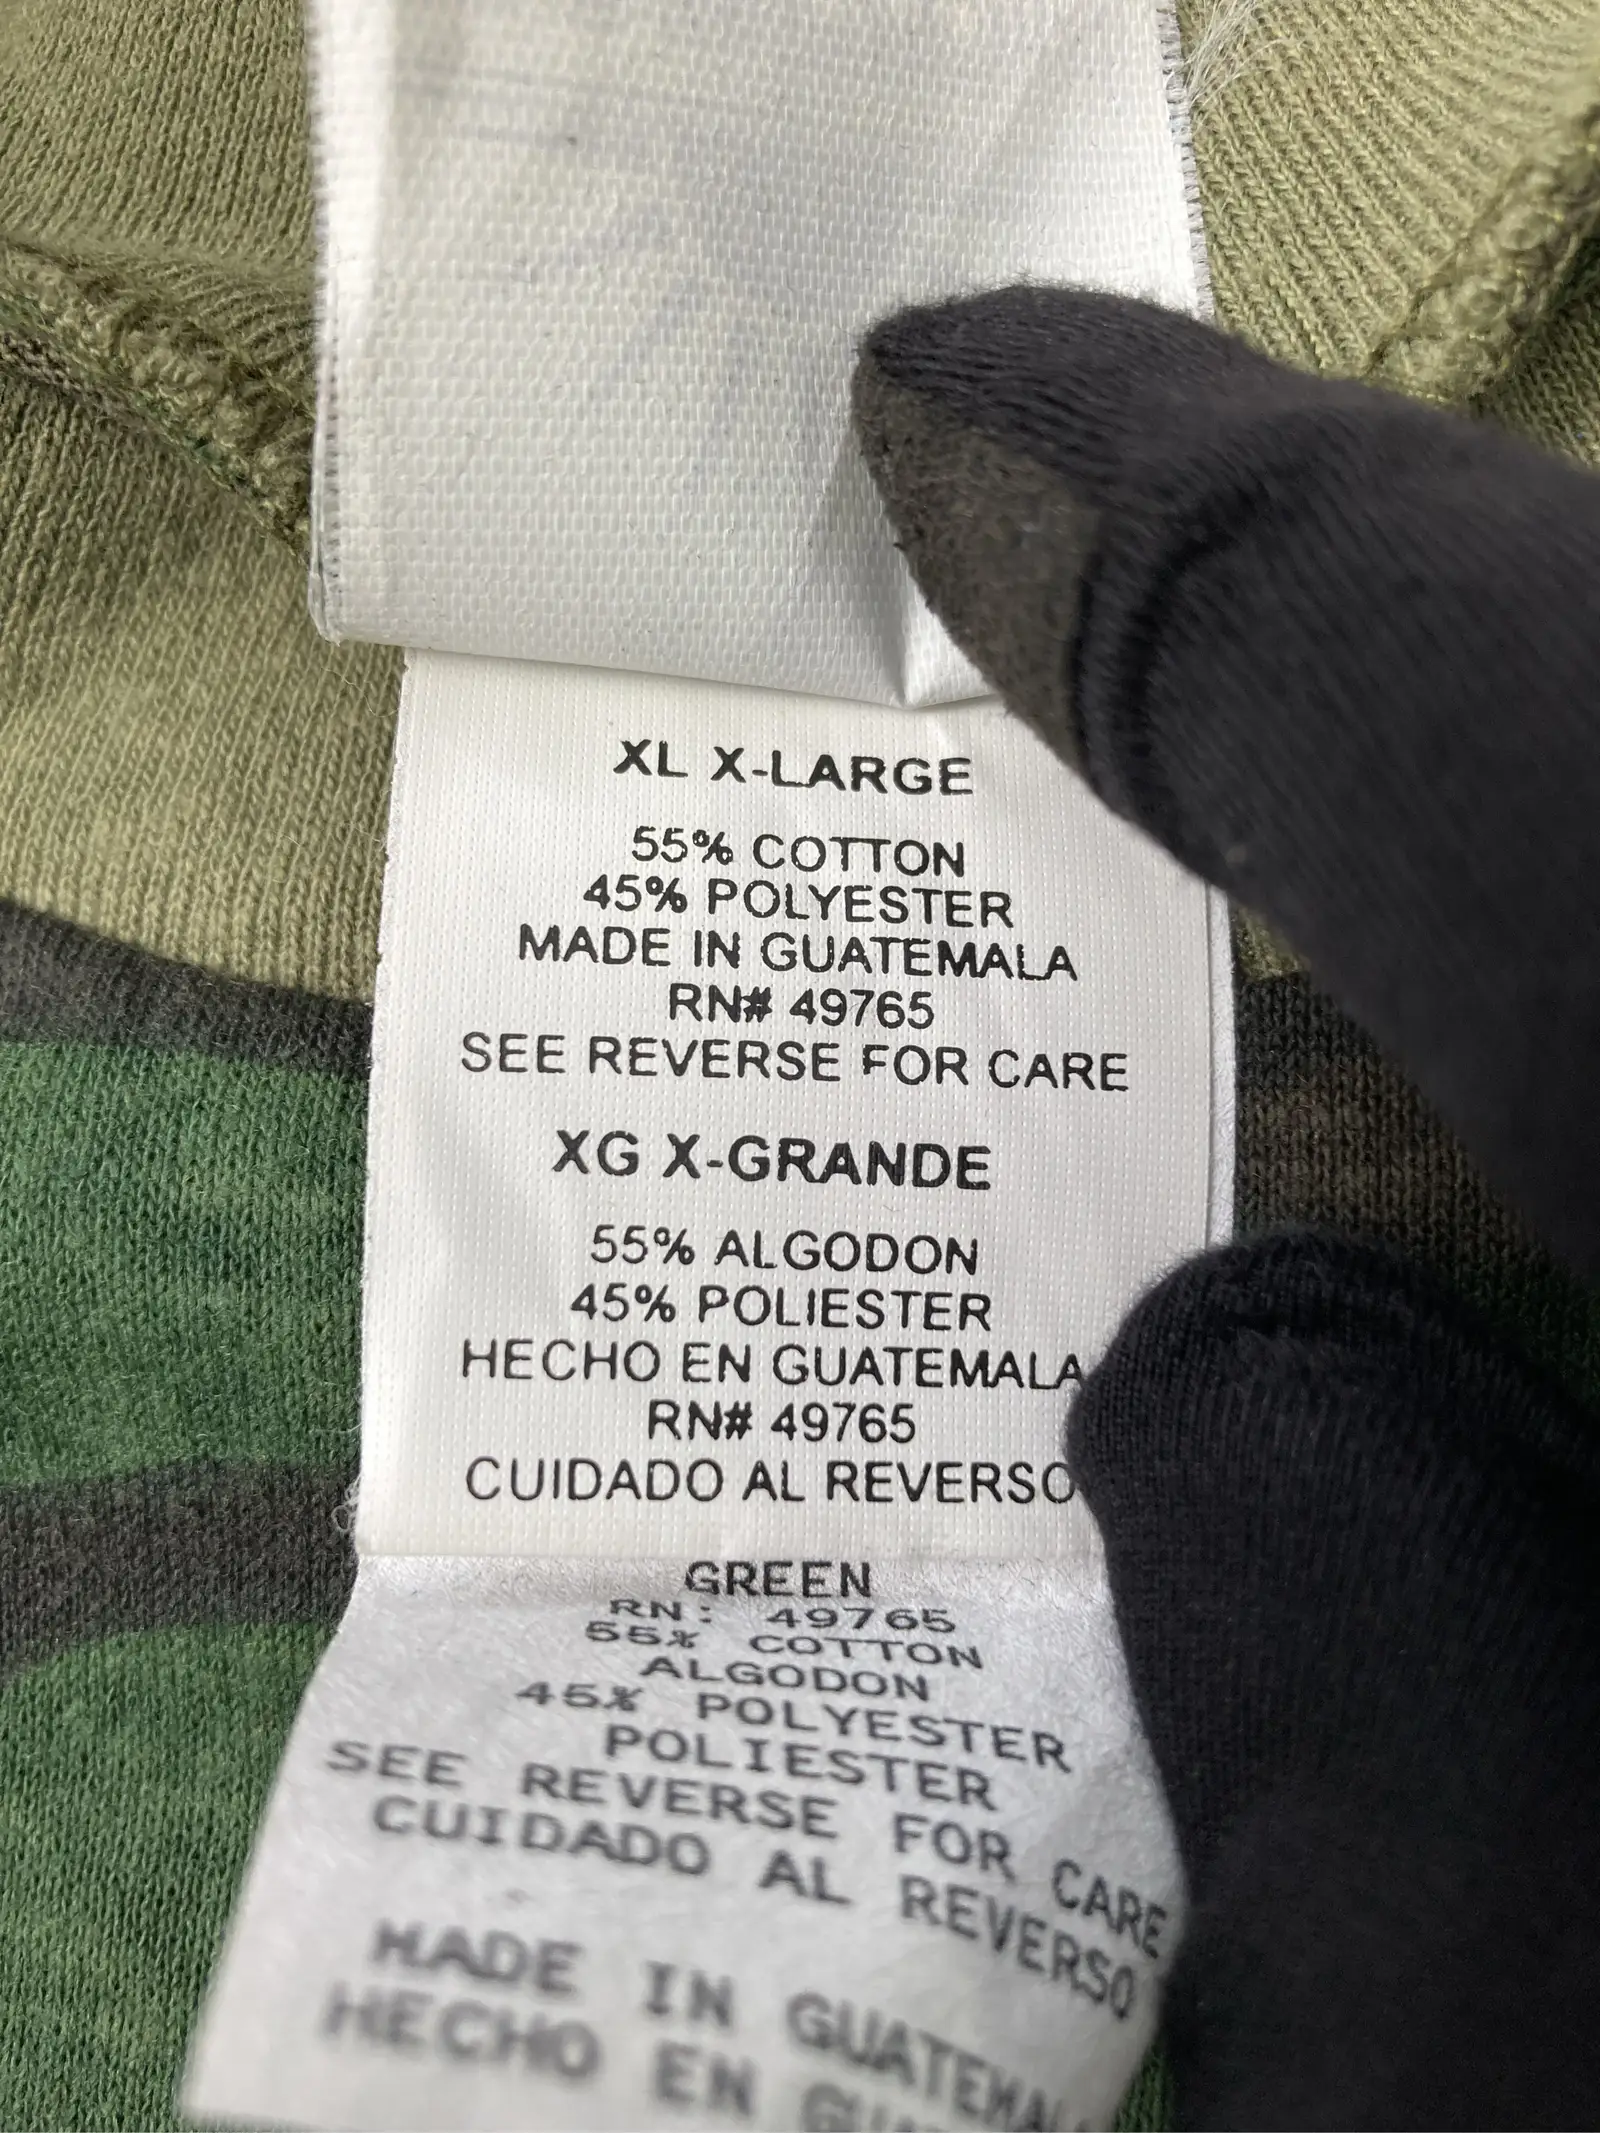 XL X-LARGE
55% COTTON
45% POLYESTER
MADE IN GUATEMALA
RN# 49765
SEE REVERSE FOR CARE
XG X-GRANDE
55% ALGODON
45% POLIESTER
HECHO EN GUATEMALA
RN# 49765
CUIDADO AL REVERSO
GREEN
RN: 49765
55% COTTON
ALGODON
45% POLYESTER
POLIESTER
SEE REVERSE FOR CARE
CUIDADO AL REVERSO
MADE IN GUATEMALA
HECHO EN